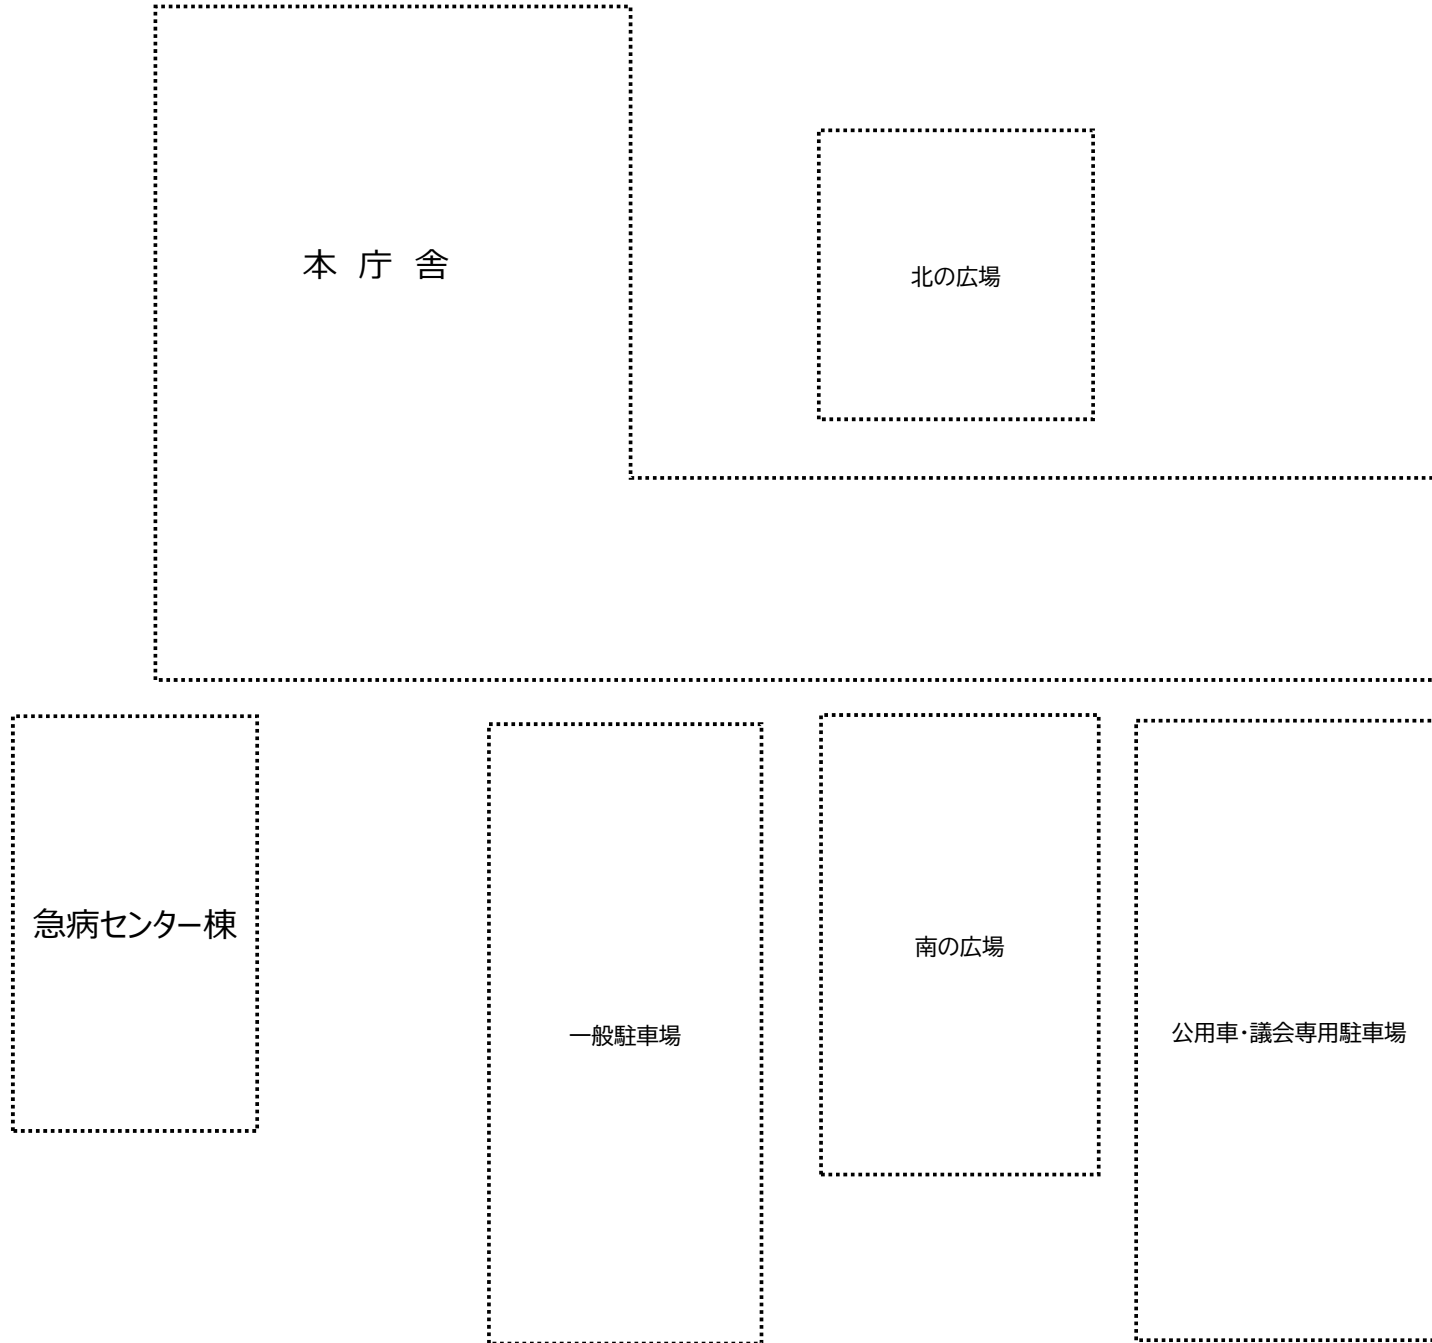 本 庁 舎
北の広場
急病センター棟
南の広場
一般駐車場
公用車・議会専用駐車場